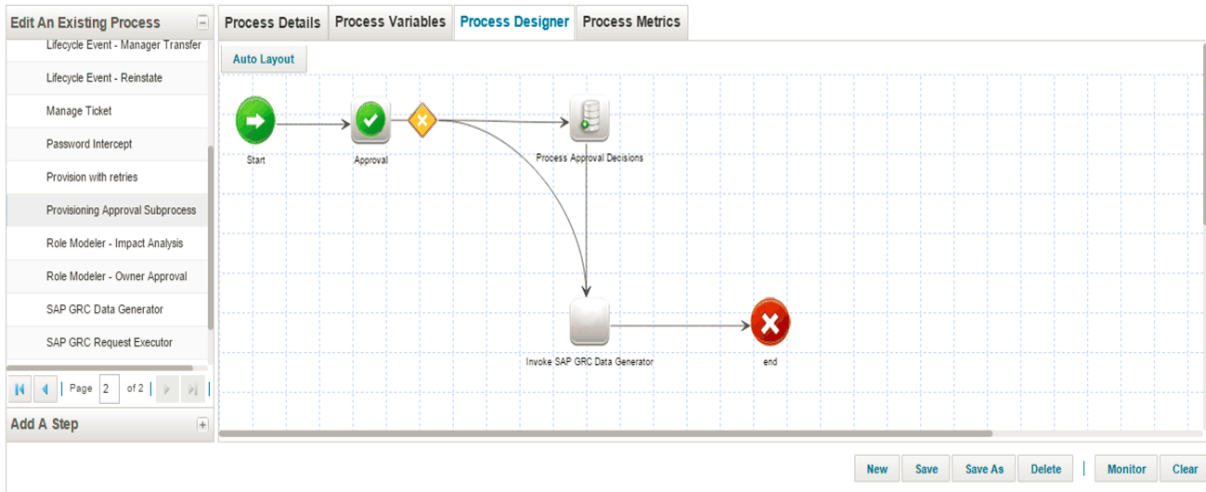 Edit An Existing Process
Process Details
Process Variables
Process Designer
Process Metrics
Lifecycle Event - Manager Transfer
Lifecycle Event - Reinstate
Manage Ticket
Password Intercept
Provision with retries
Provisioning Approval Subprocess
Role Modeler - Impact Analysis
Role Modeler - Owner Approval
SAP GRC Data Generator
SAP GRC Request Executor
Page 2 of 2
Add A Step
Auto Layout
Start
Approval
Process Approval Decisions
Invoke SAP GRC Data Generator
end
New
Save
Save As
Delete
Monitor
Clear